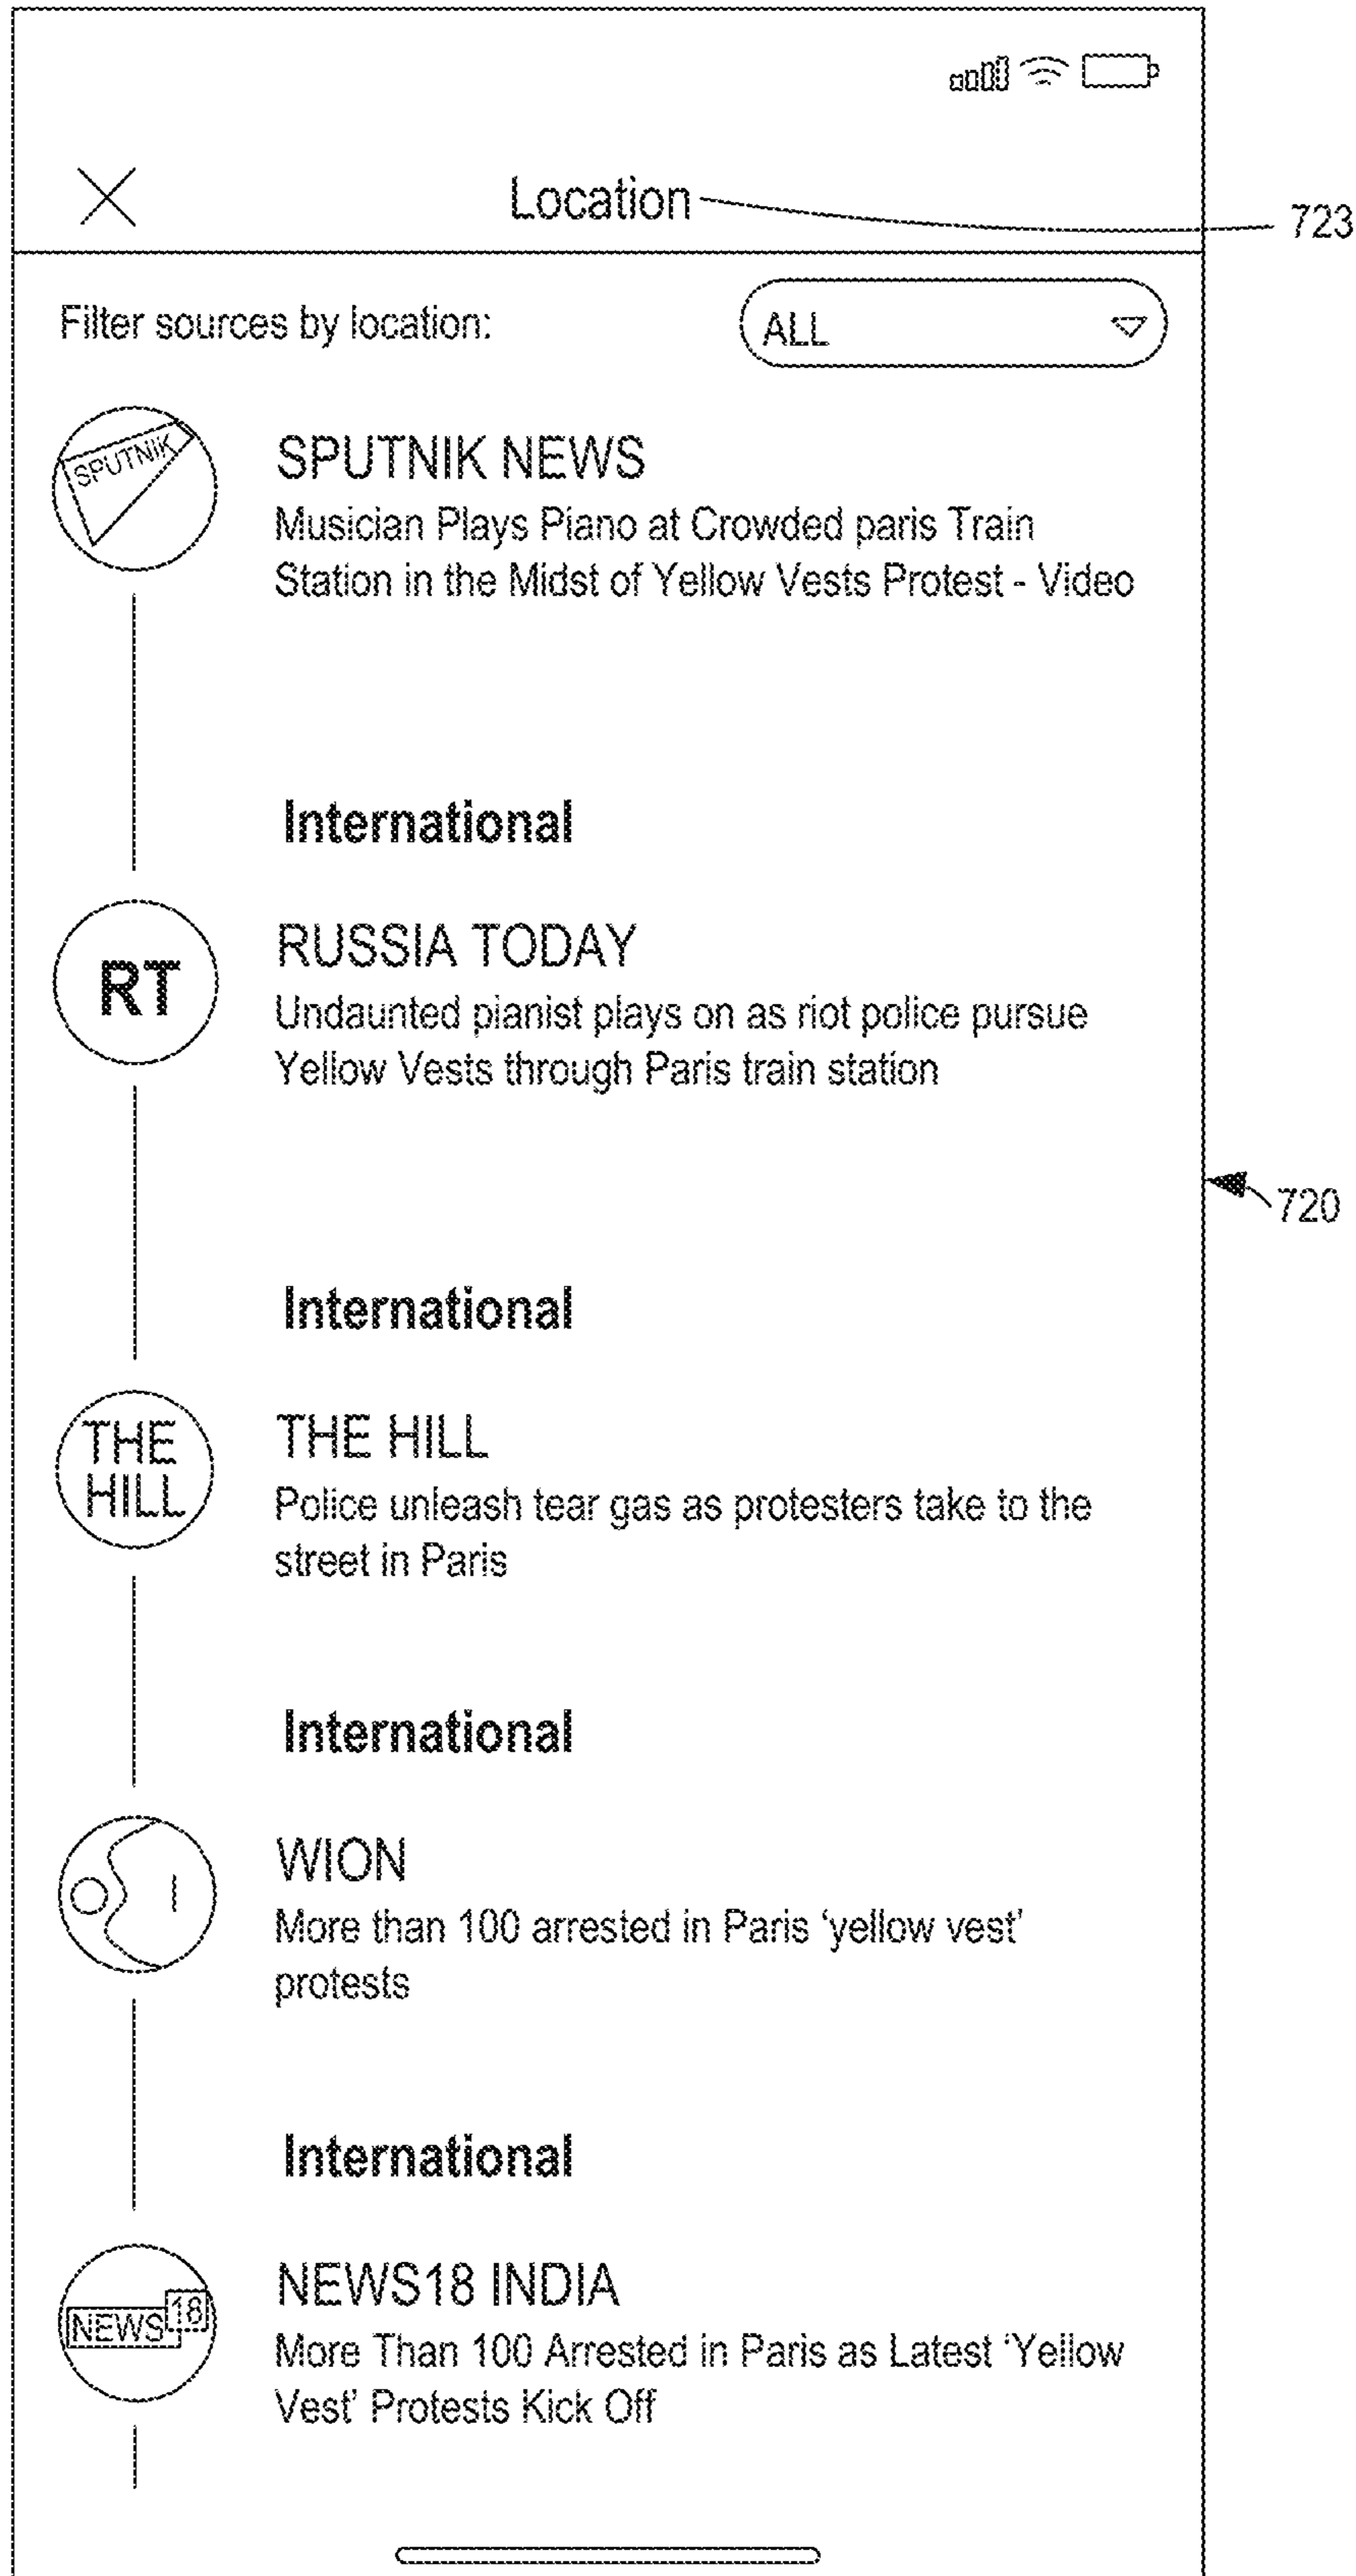 Location
723
Filter sources by location:
ALL
SPUTNIK
SPUTNIK NEWS
Musician Plays Piano at Crowded paris Train
Station in the Midst of Yellow Vests Protest - Video
International
RT
RUSSIA TODAY
Undaunted pianist plays on as riot police pursue
Yellow Vests through Paris train station
720
International
THE
HILL
THE HILL
Police unleash tear gas as protesters take to the
street in Paris
International
WION
More than 100 arrested in Paris ‘yellow vest’
protests
International
NEWS18
NEWS18 INDIA
More Than 100 Arrested in Paris as Latest ‘Yellow
Vest’ Protests Kick Off